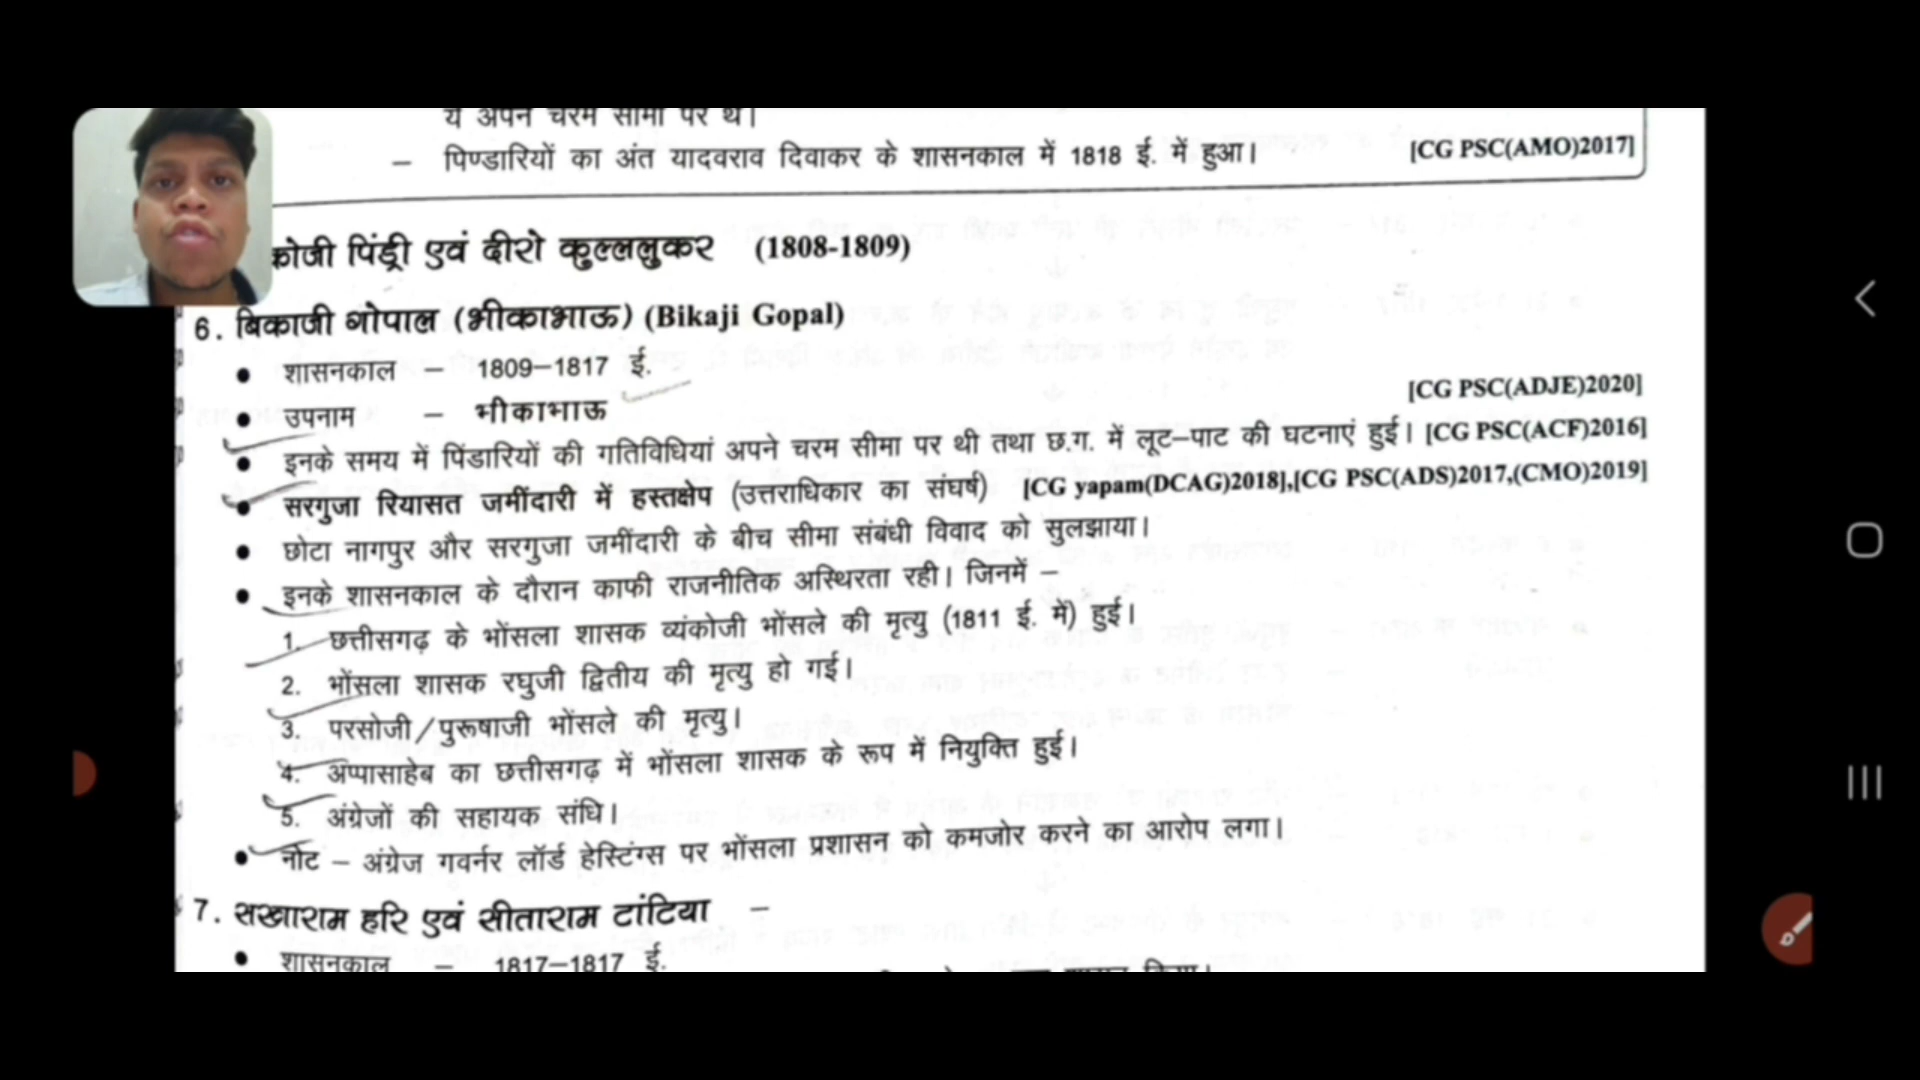 ये अपने चरम सीमा पर थे।
– पिण्डारियों का अंत यादवराव दिवाकर के शासनकाल में 1818 ई. में हुआ। [CG PSC(AMO)2017]
कोजी पिंड्री एवं दीरो कुल्ललुकर (1808-1809)
6. बिकाजी गोपाल (भीकाभाऊ) (Bikaji Gopal)
● शासनकाल – 1809–1817 ई.
● उपनाम – भीकाभाऊ [CG PSC(ADJE)2020]
● इनके समय में पिंडारियों की गतिविधियां अपने चरम सीमा पर थी तथा छ.ग. में लूट–पाट की घटनाएं हुई। [CG PSC(ACF)2016]
● सरगुजा रियासत जमींदारी में हस्तक्षेप (उत्तराधिकार का संघर्ष) [CG yapam(DCAG)2018],[CG PSC(ADS)2017,(CMO)2019]
● छोटा नागपुर और सरगुजा जमींदारी के बीच सीमा संबंधी विवाद को सुलझाया।
● इनके शासनकाल के दौरान काफी राजनीतिक अस्थिरता रही। जिनमें –
1. छत्तीसगढ़ के भोंसला शासक व्यंकोजी भोंसले की मृत्यु (1811 ई. में) हुई।
2. भोंसला शासक रघुजी द्वितीय की मृत्यु हो गई।
3. परसोजी/पुरूषाजी भोंसले की मृत्यु।
4. अप्पासाहेब का छत्तीसगढ़ में भोंसला शासक के रूप में नियुक्ति हुई।
5. अंग्रेजों की सहायक संधि।
● नोट – अंग्रेज गवर्नर लॉर्ड हेस्टिंग्स पर भोंसला प्रशासन को कमजोर करने का आरोप लगा।
7. सखाराम हरि एवं सीताराम टांटिया –
● शासनकाल – 1817–1817 ई.